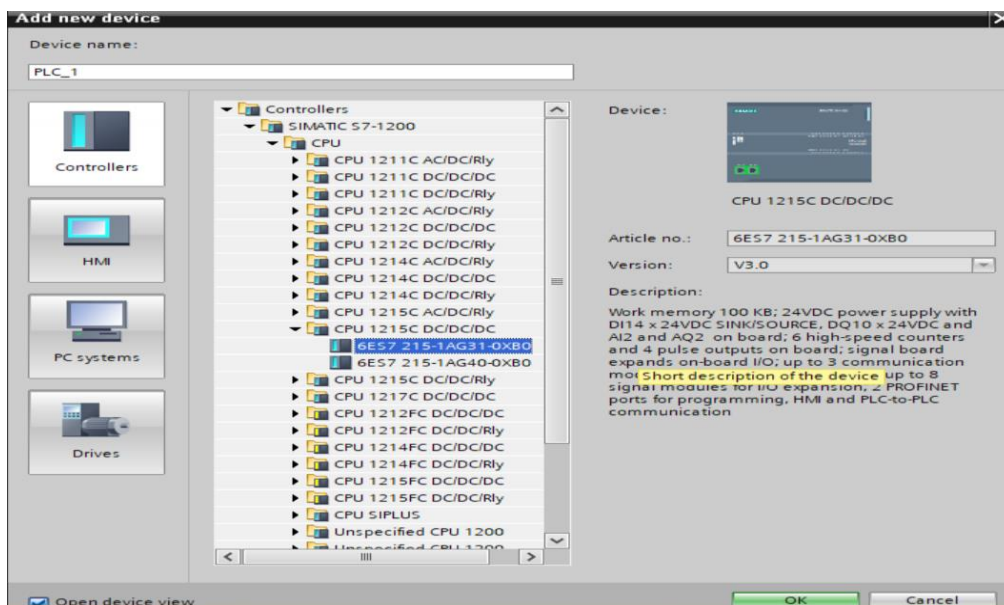 Add new device
Device name:
PLC_1
Controllers
HMI
PC systems
Drives
Controllers
SIMATIC S7-1200
CPU
CPU 1211C AC/DC/Rly
CPU 1211C DC/DC/DC
CPU 1211C DC/DC/Rly
CPU 1212C AC/DC/Rly
CPU 1212C DC/DC/DC
CPU 1212C DC/DC/Rly
CPU 1214C AC/DC/Rly
CPU 1214C DC/DC/DC
CPU 1214C DC/DC/Rly
CPU 1215C AC/DC/Rly
CPU 1215C DC/DC/DC
6ES7 215-1AG31-0XB0
6ES7 215-1AG40-0XB0
CPU 1215C DC/DC/Rly
CPU 1217C DC/DC/DC
CPU 1212FC DC/DC/DC
CPU 1212FC DC/DC/Rly
CPU 1214FC DC/DC/DC
CPU 1214FC DC/DC/Rly
CPU 1215FC DC/DC/DC
CPU 1215FC DC/DC/Rly
CPU SIPLUS
Unspecified CPU 1200
Unspecified CPU 1200
Device:
CPU 1215C DC/DC/DC
Article no.: 6ES7 215-1AG31-0XB0
Version: V3.0
Description:
Work memory 100 KB; 24VDC power supply with
DI14 x 24VDC SINK/SOURCE, DQ10 x 24VDC and
AI2 and AQ2 on board; 6 high-speed counters
and 4 pulse outputs on board; signal board
expands on-board I/O; up to 3 communication
Short description of the device up to 8
signal modules for I/O expansion, 2 PROFINET
ports for programming, HMI and PLC-to-PLC
communication
Open device view
OK Cancel